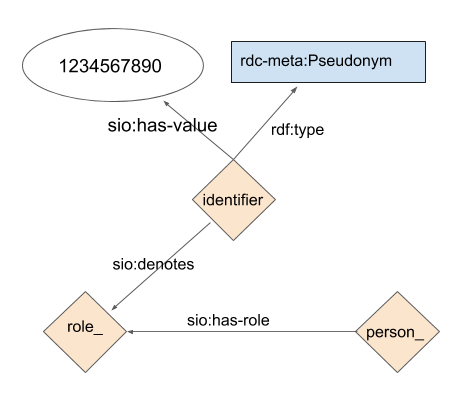 1234567890
rdc-meta:Pseudonym
sio:has-value
rdf:type
identifier
sio:denotes
role_
sio:has-role
person_